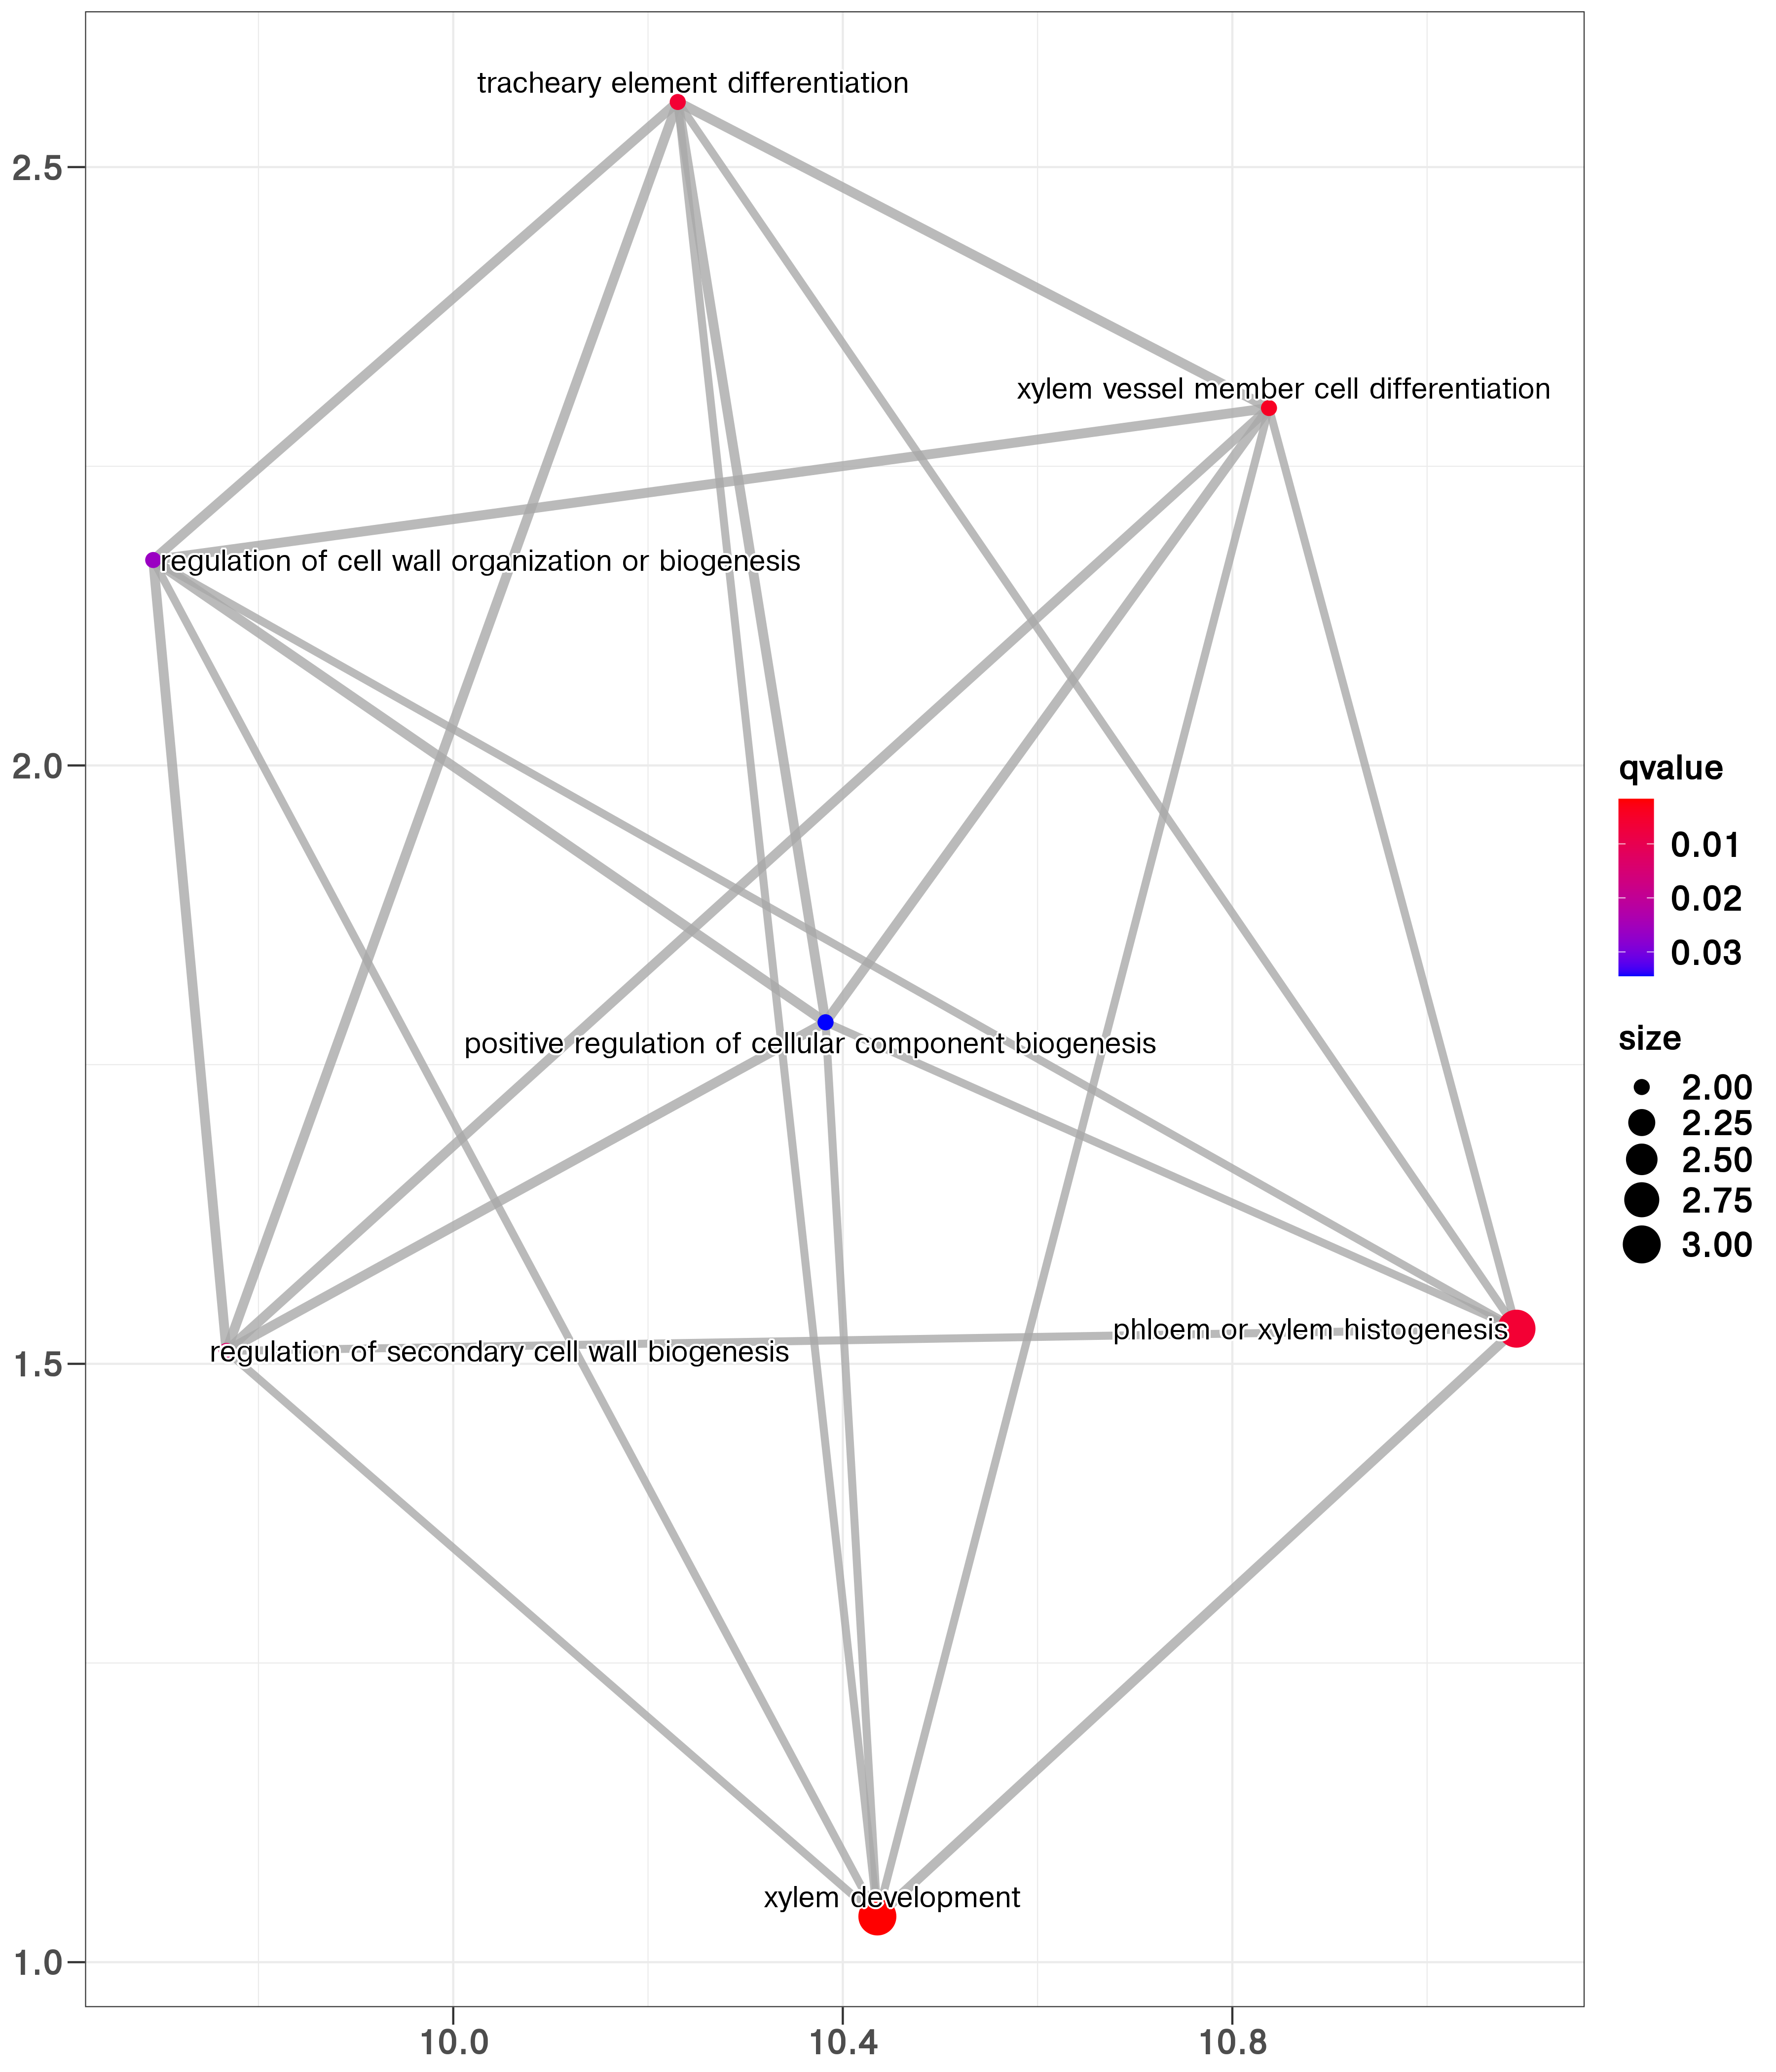 tracheary element differentiation
2.5
xylem vessel member cell differentiation
regulation of cell wall organization or biogenesis
2.0
positive regulation of cellular component biogenesis
phloem or xylem histogenesis
regulation of secondary cell wall biogenesis
1.5
xylem development
1.0
10.0
10.4
10.8
qvalue
0.01
0.02
0.03
size
2.00
2.25
2.50
2.75
3.00